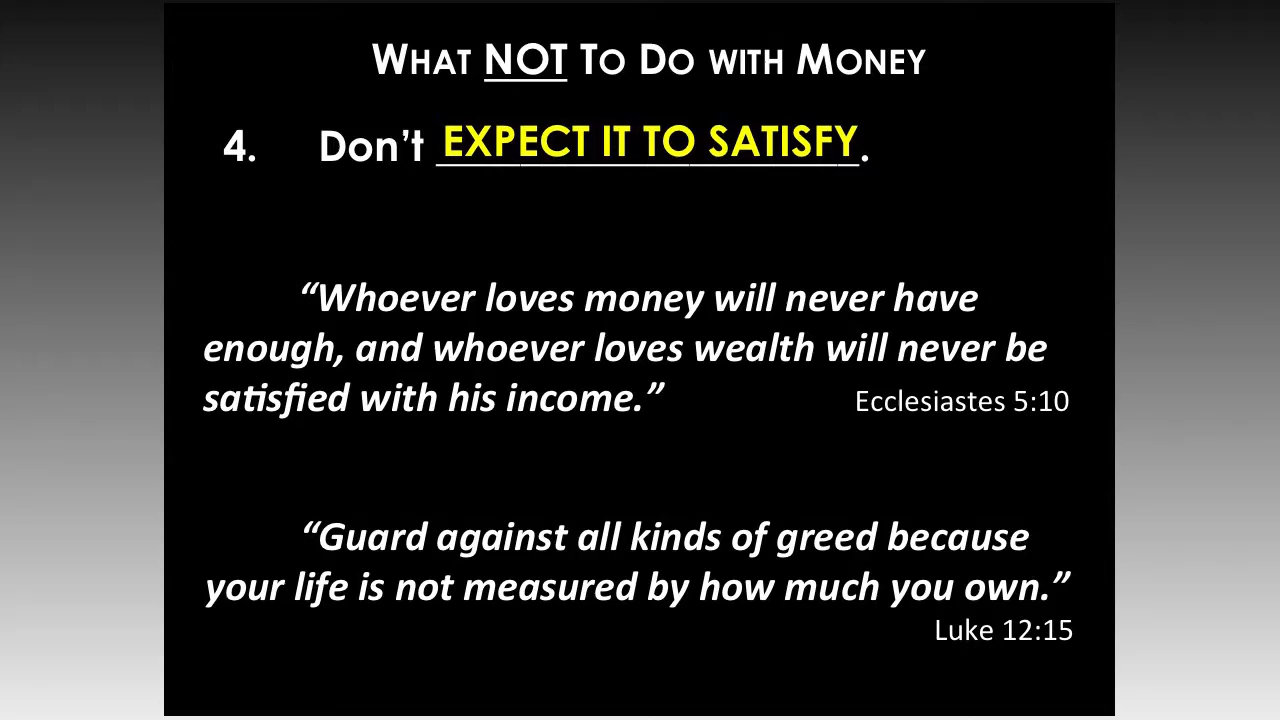 WHAT NOT TO DO WITH MONEY
4. Don’t EXPECT IT TO SATISFY.
“Whoever loves money will never have
enough, and whoever loves wealth will never be
satisfied with his income.” Ecclesiastes 5:10
“Guard against all kinds of greed because
your life is not measured by how much you own.”
Luke 12:15